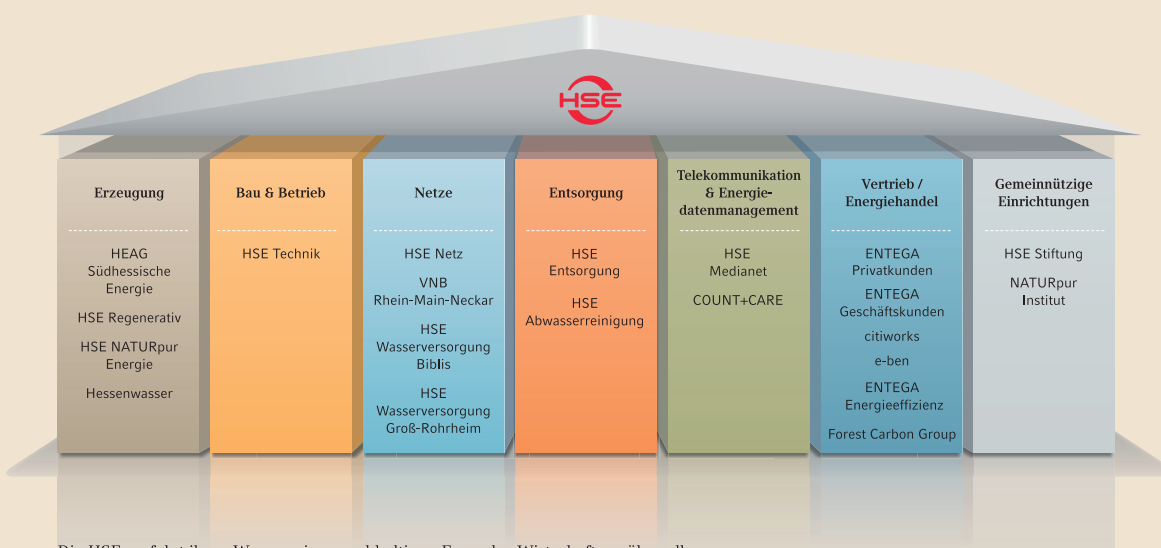 HSE
Erzeugung
HEAG
Südhessische
Energie
HSE Regenerativ
HSE NATURpur
Energie
Hessenwasser
Bau & Betrieb
HSE Technik
Netze
HSE Netz
VNB
Rhein-Main-Neckar
HSE
Wasserversorgung
Biblis
HSE
Wasserversorgung
Groß-Rohrheim
Entsorgung
HSE
Entsorgung
HSE
Abwasserreinigung
Telekommunikation
& Energie-
datenmanagement
HSE
Medianet
COUNT+CARE
Vertrieb /
Energiehandel
ENTEGA
Privatkunden
ENTEGA
Geschäftskunden
citiworks
e-ben
ENTEGA
Energieeffizienz
Forest Carbon Group
Gemeinnützige
Einrichtungen
HSE Stiftung
NATURpur
Institut